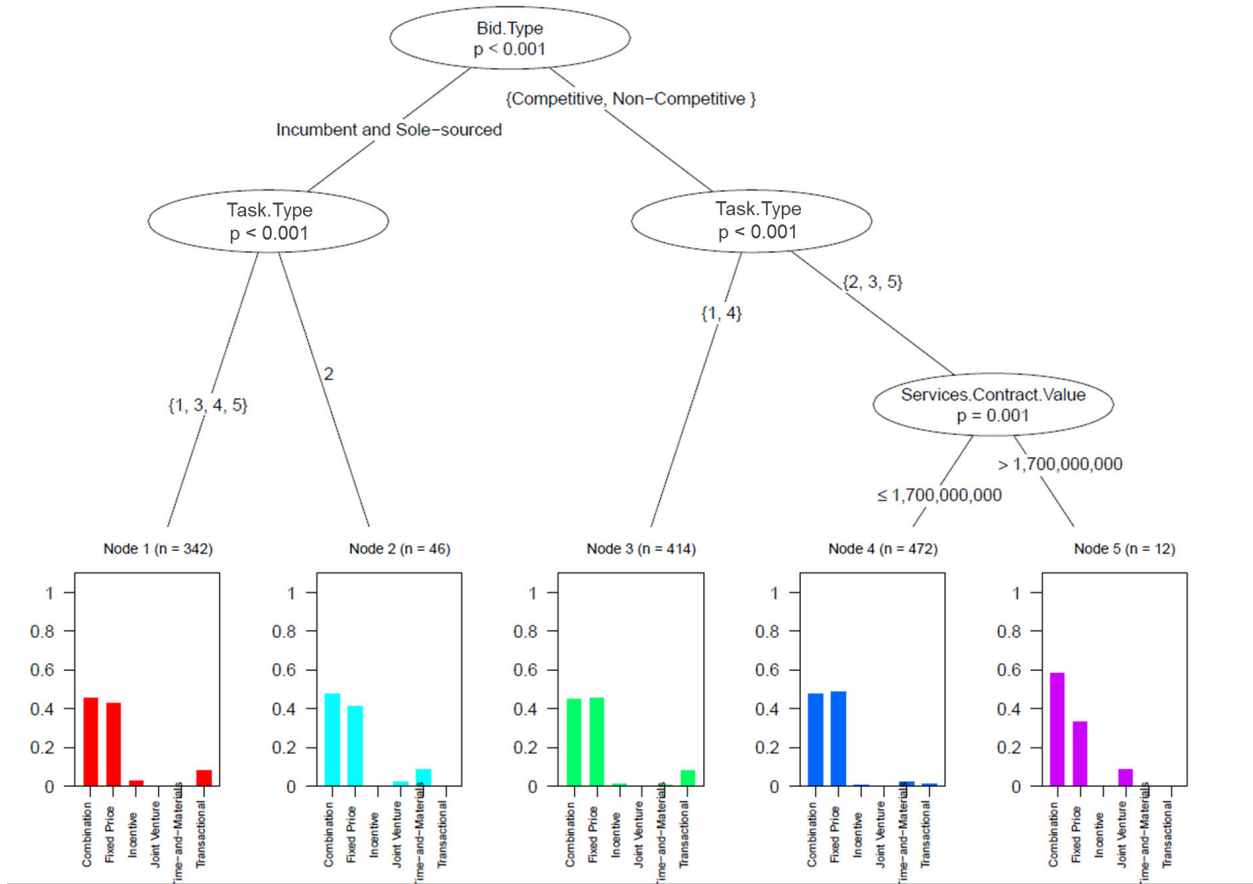 Bid.Type
p < 0.001
{Competitive, Non−Competitive }
Incumbent and Sole−sourced
Task.Type
p < 0.001
Task.Type
p < 0.001
{2, 3, 5}
{1, 4}
2
{1, 3, 4, 5}
Services.Contract.Value
p = 0.001
> 1,700,000,000
≤ 1,700,000,000
Node 1 (n = 342)
1
0.8
0.6
0.4
0.2
0
Combination
Fixed Price
Incentive
Joint Venture
Time−and−Materials
Transactional
Node 2 (n = 46)
1
0.8
0.6
0.4
0.2
0
Combination
Fixed Price
Incentive
Joint Venture
Time−and−Materials
Transactional
Node 3 (n = 414)
1
0.8
0.6
0.4
0.2
0
Combination
Fixed Price
Incentive
Joint Venture
Time−and−Materials
Transactional
Node 4 (n = 472)
1
0.8
0.6
0.4
0.2
0
Combination
Fixed Price
Incentive
Joint Venture
Time−and−Materials
Transactional
Node 5 (n = 12)
1
0.8
0.6
0.4
0.2
0
Combination
Fixed Price
Incentive
Joint Venture
Time−and−Materials
Transactional